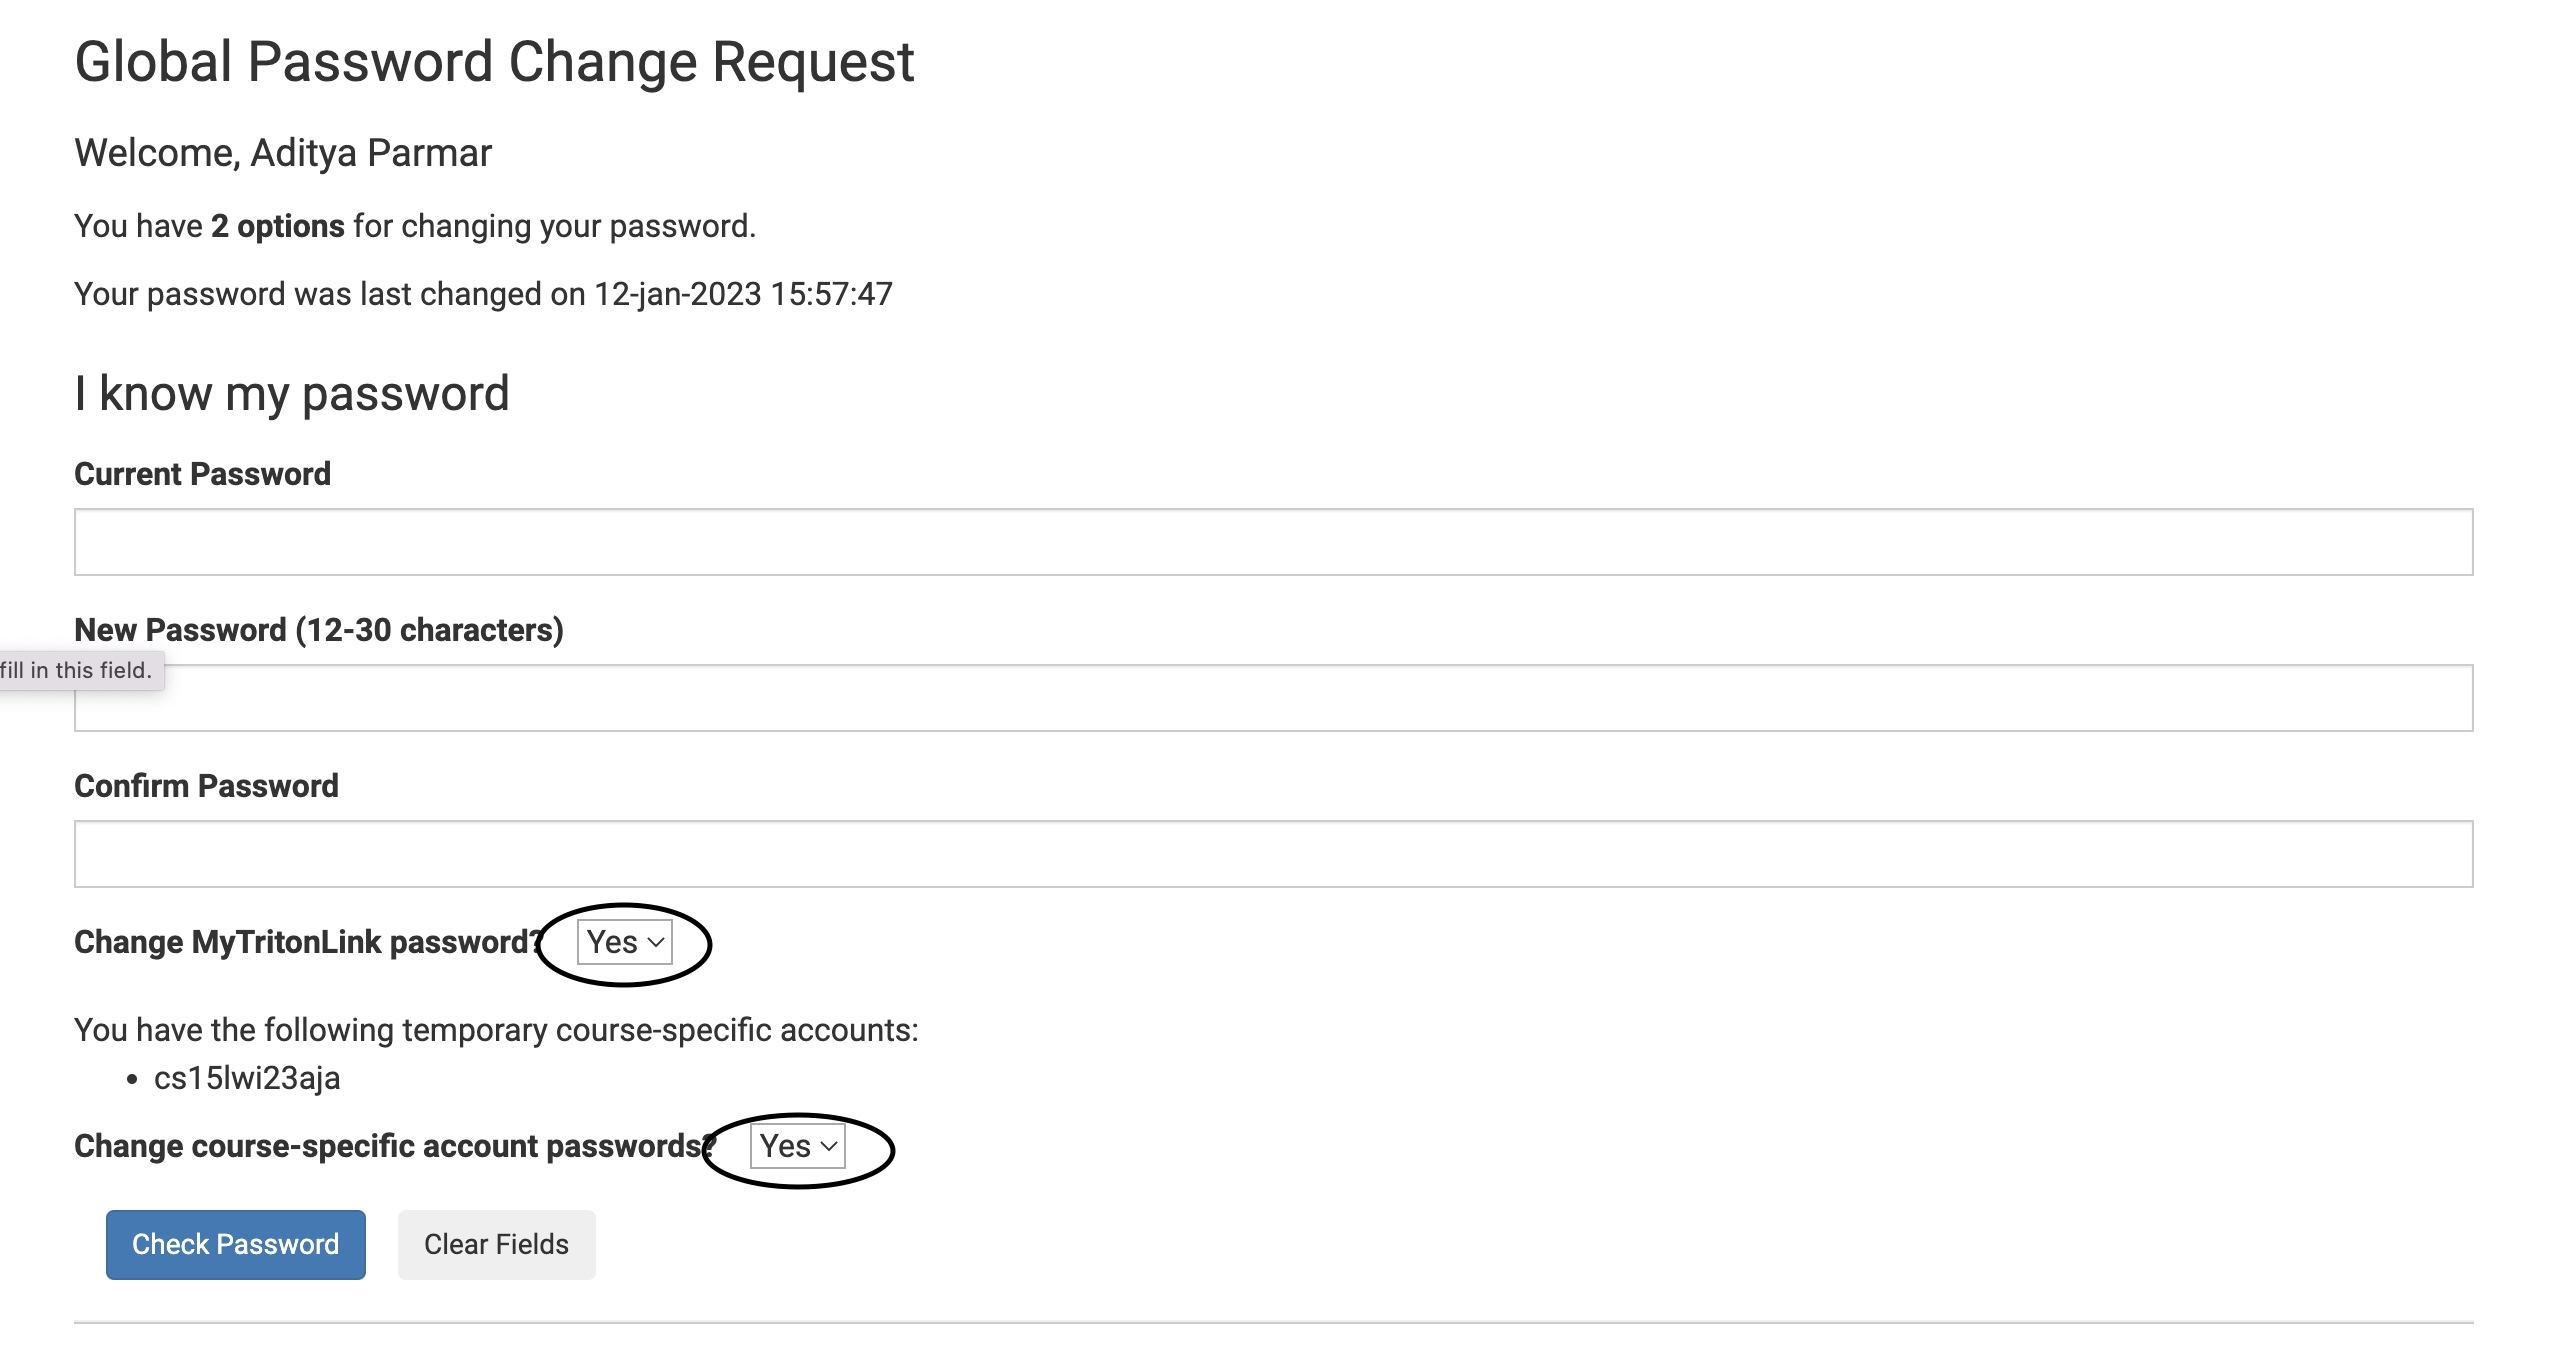 Global Password Change Request
Welcome, Aditya Parmar
You have 2 options for changing your password.
Your password was last changed on 12-jan-2023 15:57:47
I know my password
Current Password
New Password (12-30 characters)
fill in this field.
Confirm Password
Change MyTritonLink password? Yes
You have the following temporary course-specific accounts:
• cs15lwi23aja
Change course-specific account passwords? Yes
Check Password Clear Fields